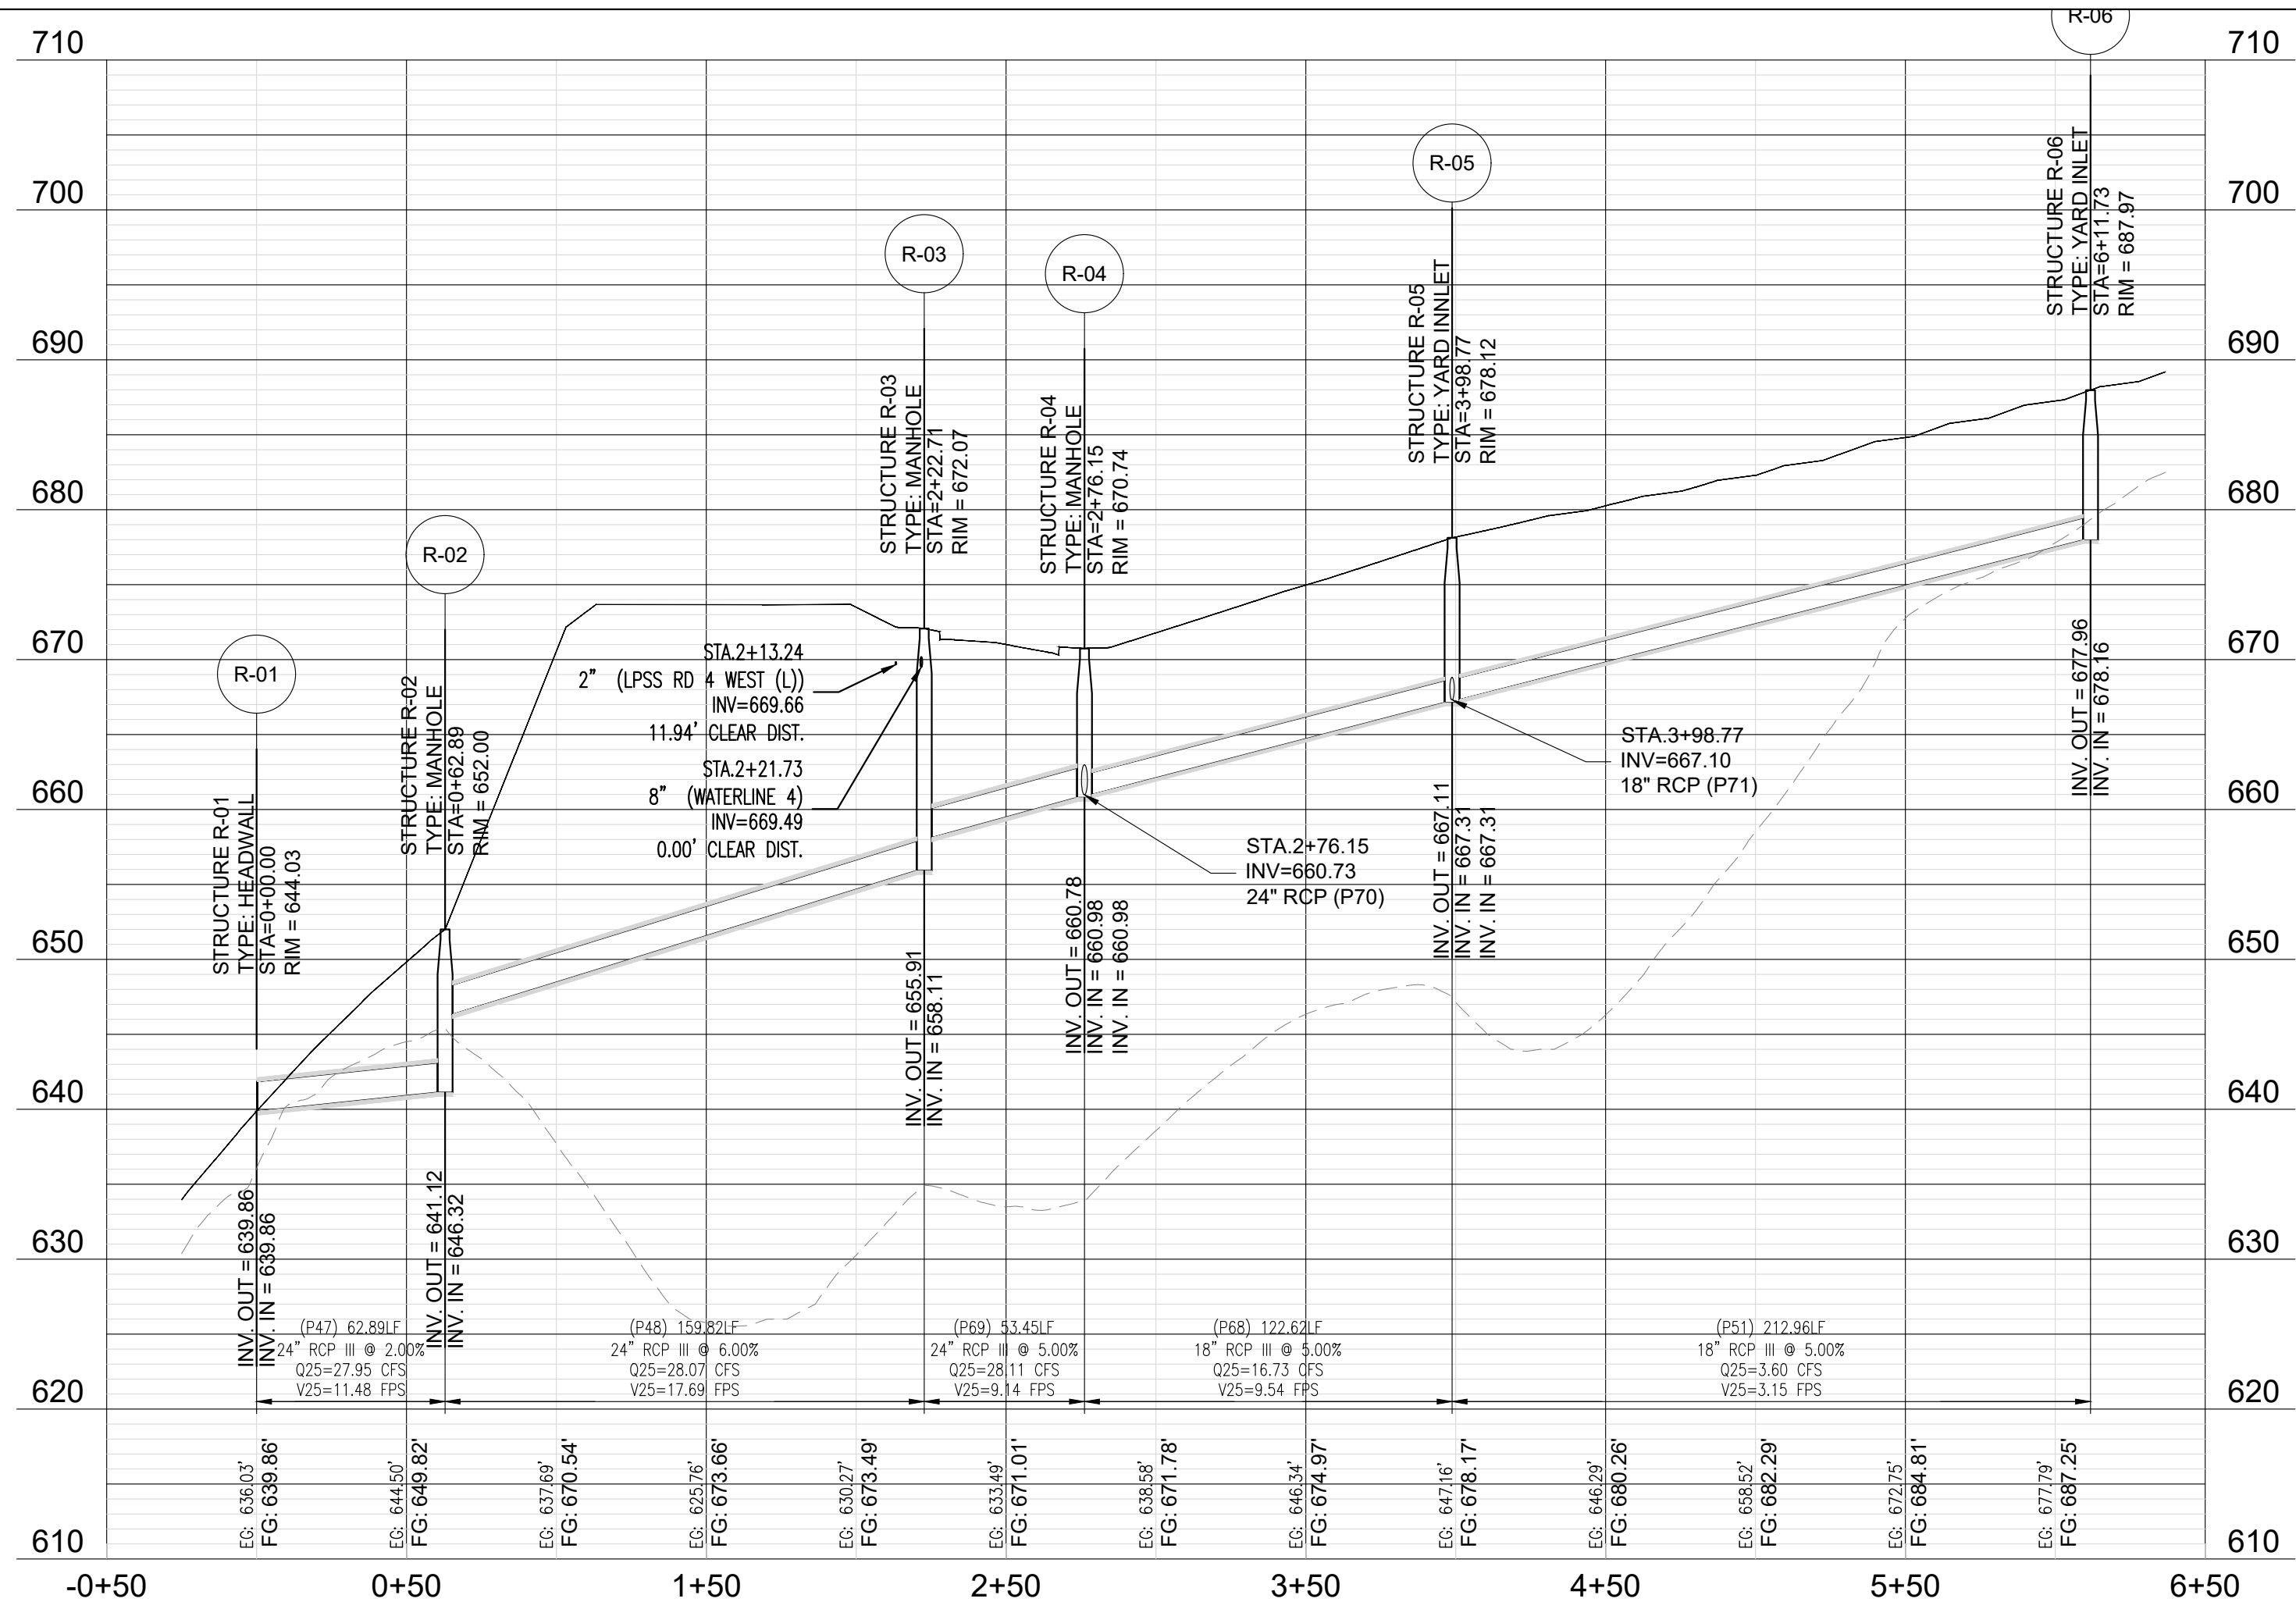 710
700
690
680
670
660
650
640
630
620
610
710
700
690
680
670
660
650
640
630
620
610
R-01
STRUCTURE R-01
TYPE: HEADWALL
STA=0+00.00
RIM = 644.03
INV. OUT = 639.86
INV. IN = 639.86
R-02
STRUCTURE R-02
TYPE: MANHOLE
STA=0+62.89
RIM = 652.00
INV. OUT = 641.12
INV. IN = 646.32
R-03
STRUCTURE R-03
TYPE: MANHOLE
STA=2+22.71
RIM = 672.07
INV. OUT = 655.91
INV. IN = 658.11
STA.2+13.24
2" (LPSS RD 4 WEST (L))
INV=669.66
11.94' CLEAR DIST.
STA.2+21.73
8" (WATERLINE 4)
INV=669.49
0.00' CLEAR DIST.
R-04
STRUCTURE R-04
TYPE: MANHOLE
STA=2+76.15
RIM = 670.74
INV. OUT = 660.78
INV. IN = 660.98
INV. IN = 660.98
STA.2+76.15
INV=660.73
24" RCP (P70)
R-05
STRUCTURE R-05
TYPE: YARD INNLET
STA=3+98.77
RIM = 678.12
INV. OUT = 667.11
INV. IN = 667.31
INV. IN = 667.31
STA.3+98.77
INV=667.10
18" RCP (P71)
R-06
STRUCTURE R-06
TYPE: YARD INLET
STA=6+11.73
RIM = 687.97
INV. OUT = 677.96
INV. IN = 678.16
(P47) 62.89LF
24" RCP III @ 2.00%
Q25=27.95 CFS
V25=11.48 FPS
(P48) 159.82LF
24" RCP III @ 6.00%
Q25=28.07 CFS
V25=17.69 FPS
(P69) 53.45LF
24" RCP III @ 5.00%
Q25=28.11 CFS
V25=9.14 FPS
(P68) 122.62LF
18" RCP III @ 5.00%
Q25=16.73 CFS
V25=9.54 FPS
(P51) 212.96LF
18" RCP III @ 5.00%
Q25=3.60 CFS
V25=3.15 FPS
EG: 636.03'
FG: 639.86'
EG: 644.50'
FG: 649.82'
EG: 637.69'
FG: 670.54'
EG: 625.76'
FG: 673.66'
EG: 630.27'
FG: 673.49'
EG: 633.49'
FG: 671.01'
EG: 638.58'
FG: 671.78'
EG: 646.34'
FG: 674.97'
EG: 647.16'
FG: 678.17'
EG: 646.29'
FG: 680.26'
EG: 658.52'
FG: 682.29'
EG: 672.75'
FG: 684.81'
EG: 677.79'
FG: 687.25'
-0+50
0+50
1+50
2+50
3+50
4+50
5+50
6+50